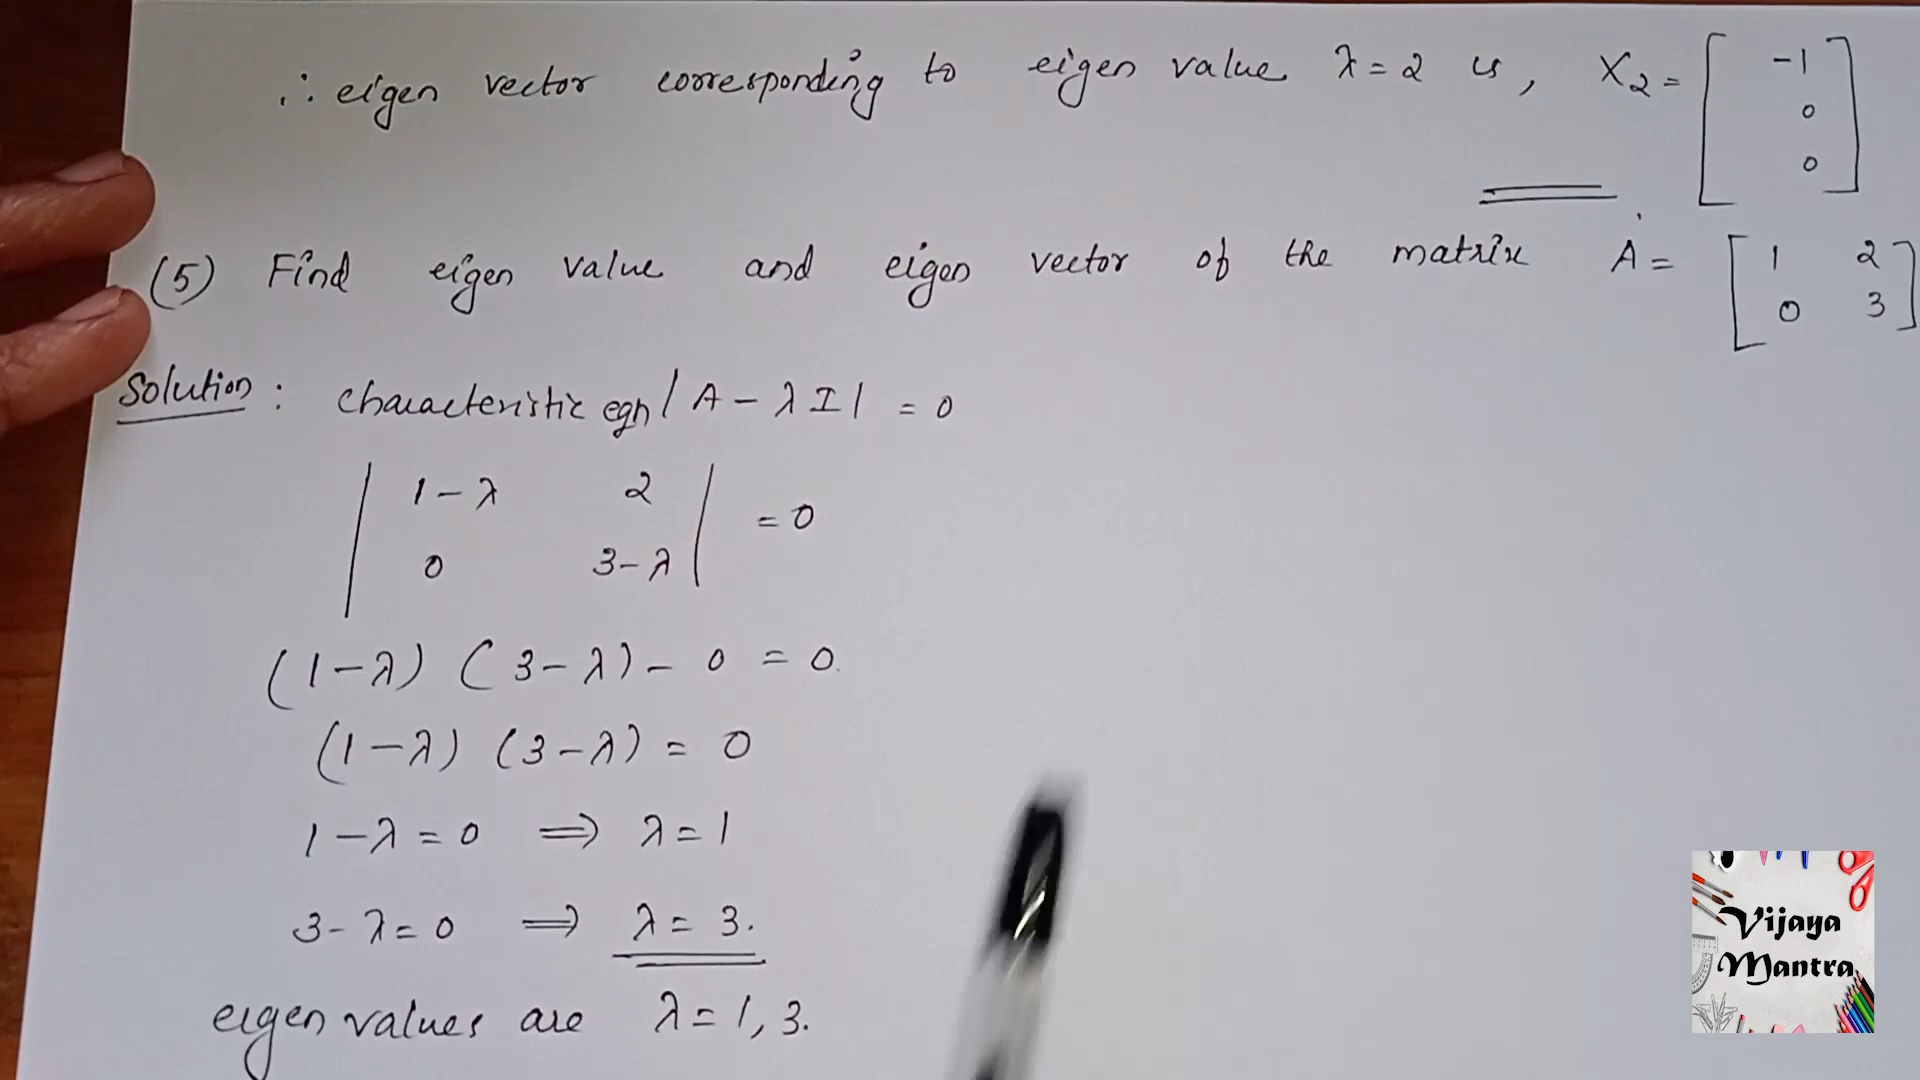 ∴ eigen vector corresponding to eigen value λ=2 is, X₂ = [ -1
0
0 ]
(5) Find eigen value and eigen vector of the matrix A = [ 1 2
0 3 ]
Solution : Characteristic eqn |A - λI| = 0
| 1-λ 2
0 3-λ | = 0
(1-λ) (3-λ) - 0 = 0.
(1-λ) (3-λ) = 0
1-λ = 0 ⟹ λ = 1
3-λ = 0 ⟹ λ = 3.
eigen values are λ = 1, 3.
Vijaya
Mantra